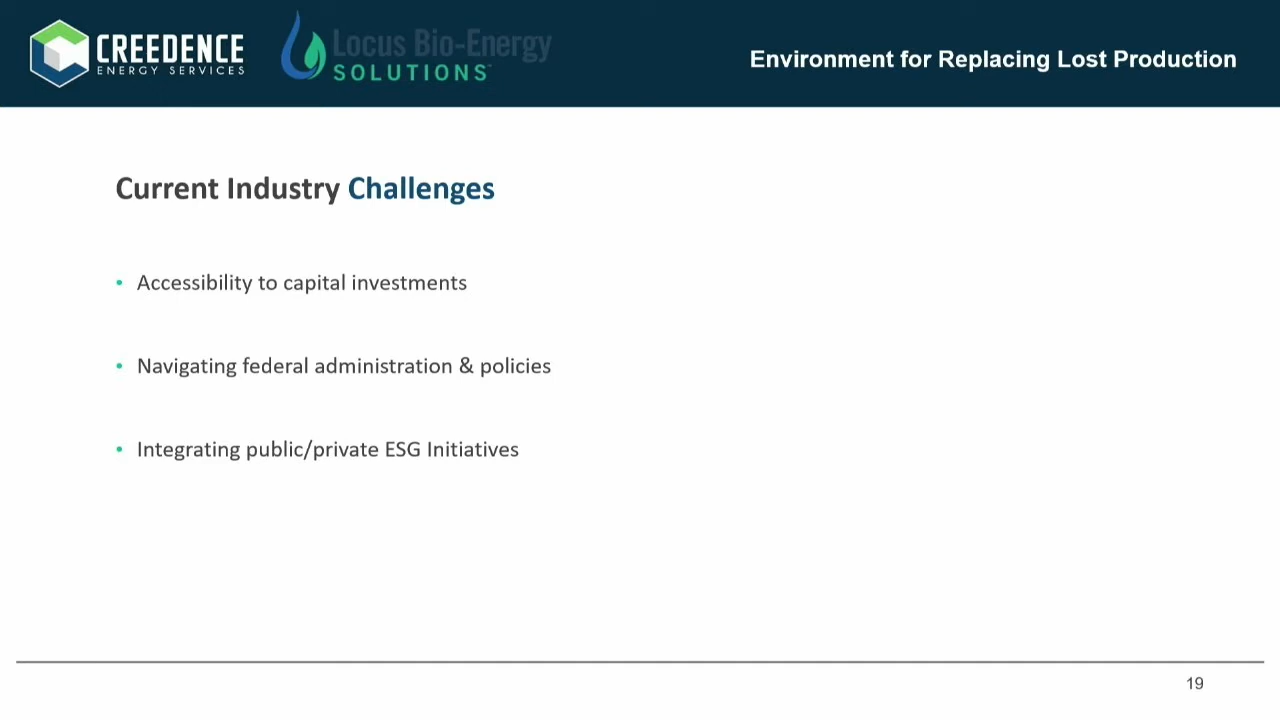 CREEDENCE
ENERGY SERVICES
Locus Bio-Energy
SOLUTIONS
Environment for Replacing Lost Production
Current Industry Challenges
• Accessibility to capital investments
• Navigating federal administration & policies
• Integrating public/private ESG Initiatives
19